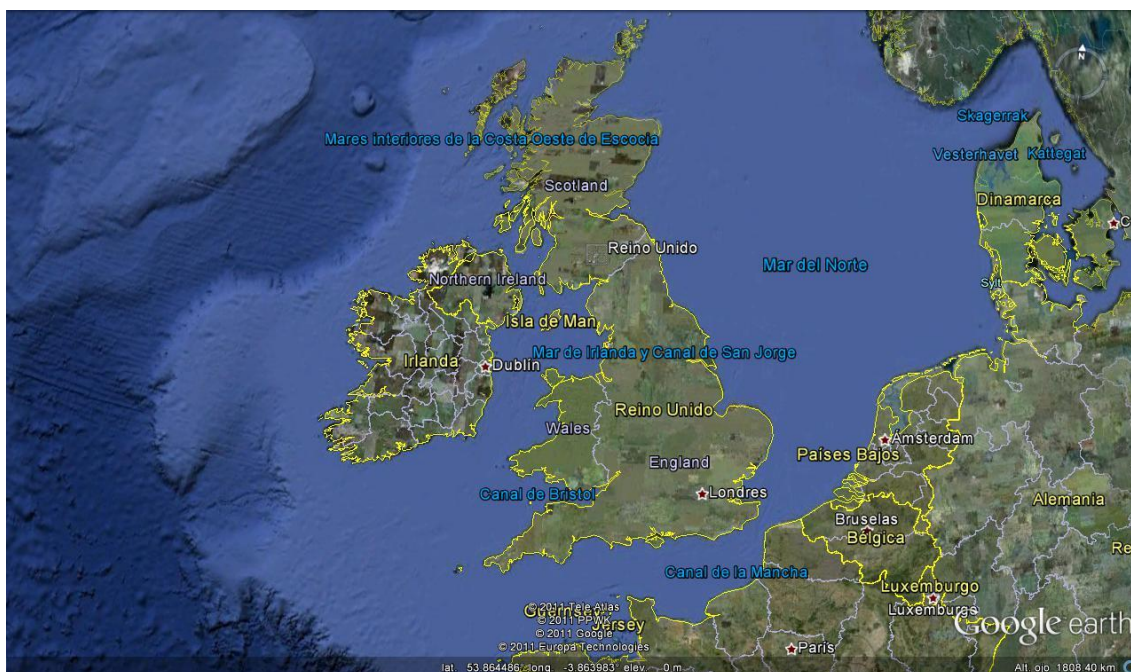 N
Skagerrak
Mares interiores de la Costa Oeste de Escocia
Vesterhavet
Kattegat
Scotland
Dinamarca
C
Reino Unido
Mar del Norte
Northern Ireland
Sylt
Isla de Man
Mar de Irlanda y Canal de San Jorge
Irlanda
Dublín
Reino Unido
Wales
Amsterdam
Países Bajos
England
Canal de Bristol
Londres
Alemania
Bruselas
Bélgica
Re
Canal de la Mancha
Luxemburgo
Luxemburgo
Guernsey
Jersey
© 2011 Tele Atlas
© 2011 PPWK
© 2011 Google
© 2011 Europa Technologies
Google earth
París
lat. 53.864486, long. -3.863983° elev. 0 m
Alt. ojo 1808.40 km